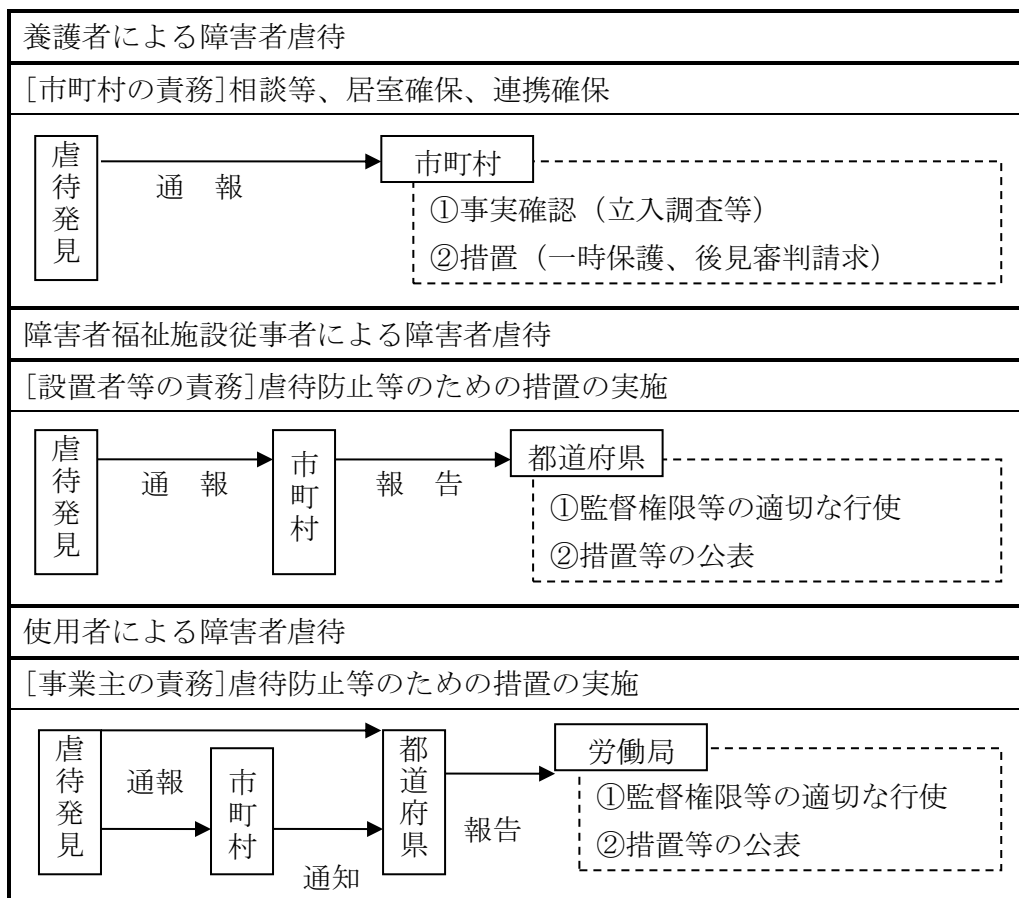 養護者による障害者虐待
[市町村の責務]相談等、居室確保、連携確保
虐待発見
通 報
市町村
①事実確認（立入調査等）
②措置（一時保護、後見審判請求）
障害者福祉施設従事者による障害者虐待
[設置者等の責務]虐待防止等のための措置の実施
虐待発見
通 報
市町村
報 告
都道府県
①監督権限等の適切な行使
②措置等の公表
使用者による障害者虐待
[事業主の責務]虐待防止等のための措置の実施
虐待発見
通報
市町村
通知
都道府県
報告
労働局
①監督権限等の適切な行使
②措置等の公表